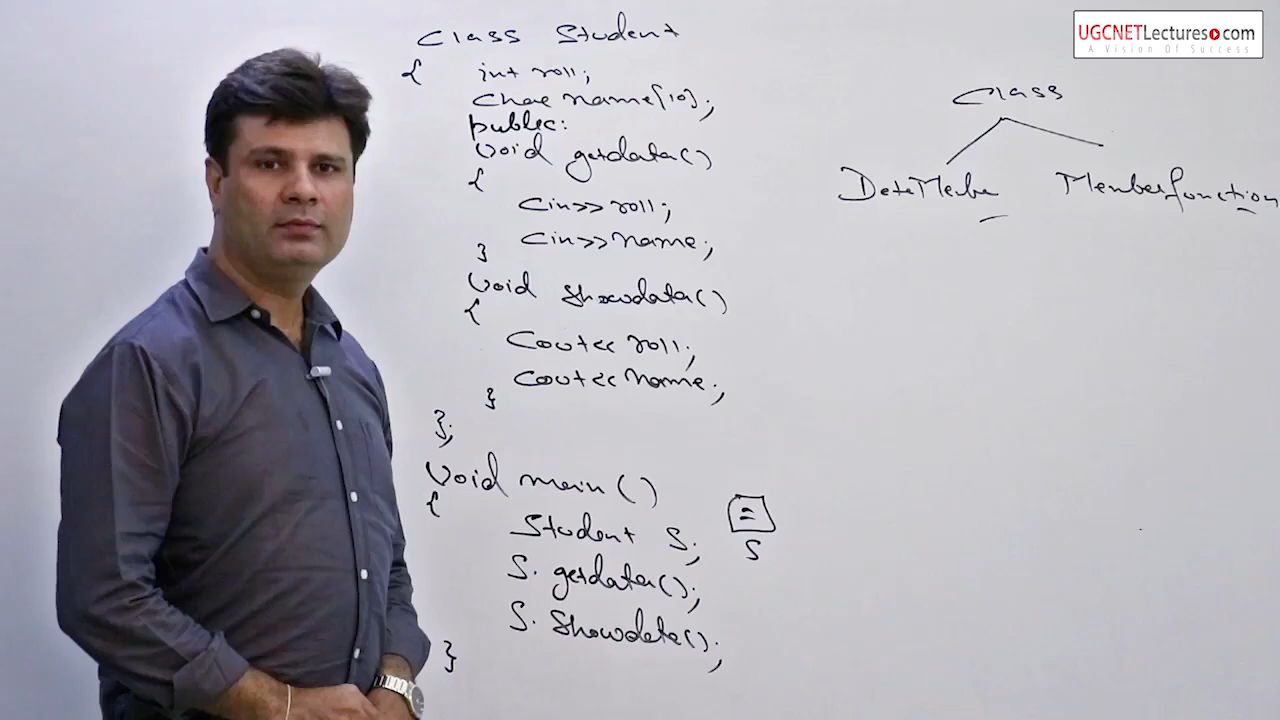 UGCNETLectures.com
A Vision Of Success
Class Student
{ int roll;
Char name[10];
public:
Void getdata()
{
Cin>> roll;
Cin>>Name;
}
Void Showdata()
{
Cout<< roll;
Cout<< Name;
}
};
Void main()
{
Student S;
S. getdata();
S. Showdata();
}
=
S
Class
DataMembe
Memberfunction